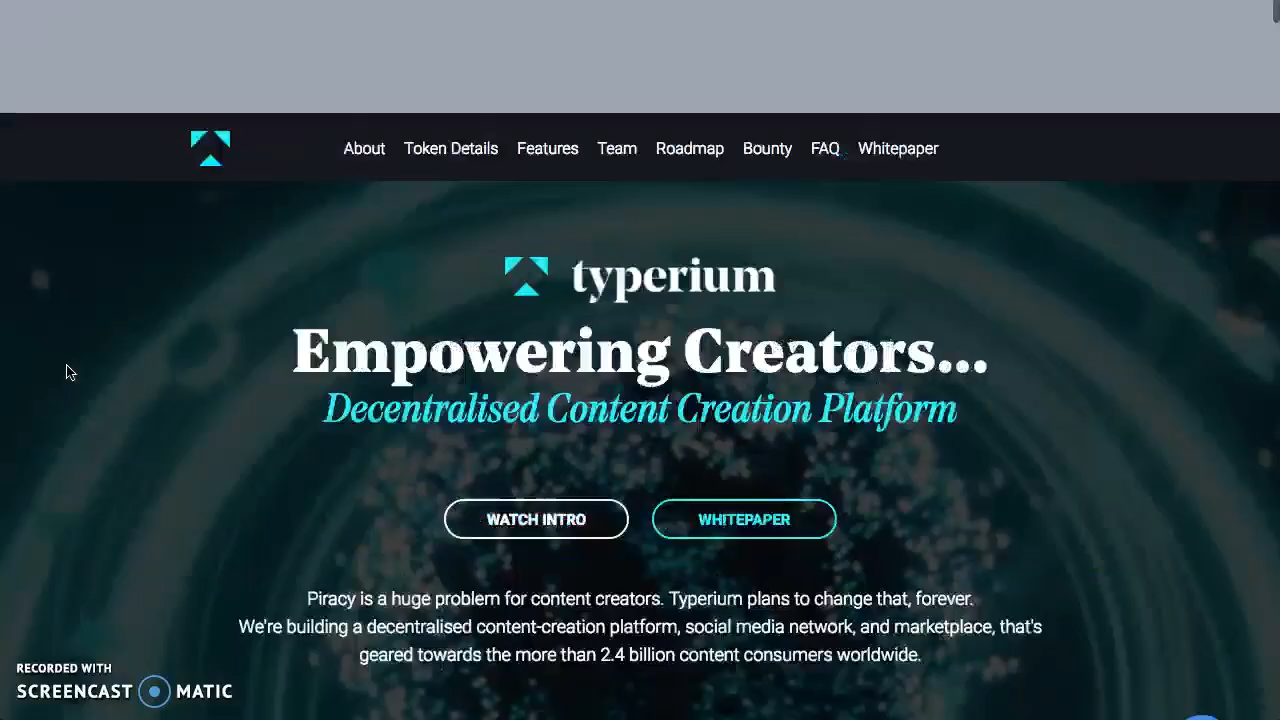 About Token Details Features Team Roadmap Bounty FAQ Whitepaper
typerium
Empowering Creators...
Decentralised Content Creation Platform
WATCH INTRO WHITEPAPER
Piracy is a huge problem for content creators. Typerium plans to change that, forever.
We're building a decentralised content-creation platform, social media network, and marketplace, that's
geared towards the more than 2.4 billion content consumers worldwide.
RECORDED WITH
SCREENCAST MATIC